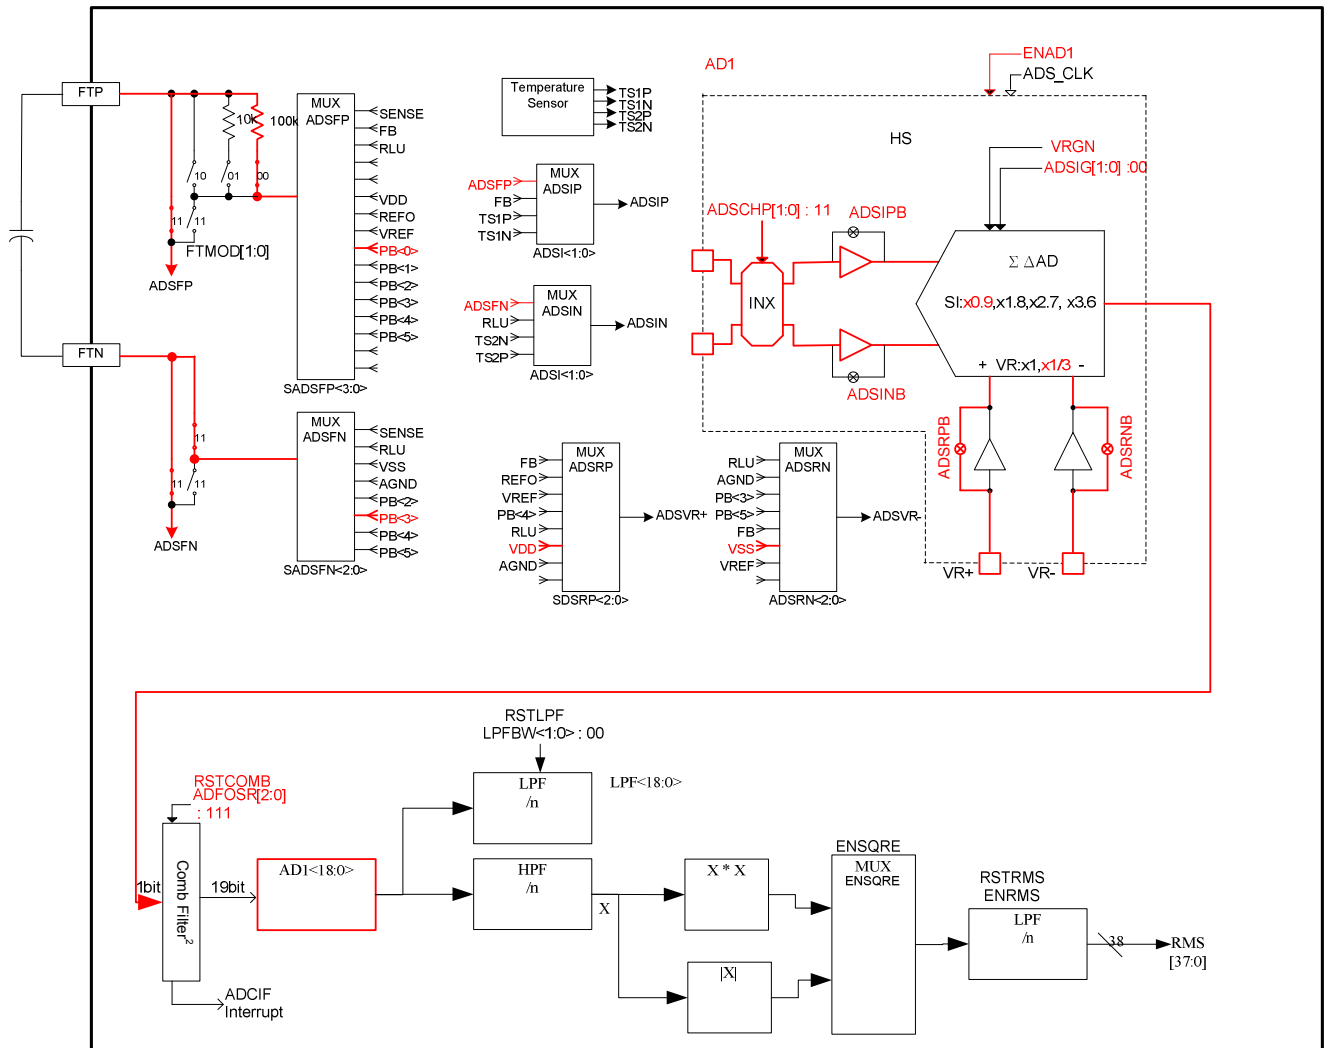 FTP
10k
100k
10
01
00
11
11
FTMOD[1:0]
ADSFP
MUX
ADSFP
SENSE
FB
RLU
VDD
REFO
VREF
PB<0>
PB<1>
PB<2>
PB<3>
PB<4>
PB<5>
SADSFP<3:0>
FTN
11
11
11
ADSFN
MUX
ADSFN
SENSE
RLU
VSS
AGND
PB<2>
PB<3>
PB<4>
PB<5>
SADSFN<2:0>
Temperature
Sensor
TS1P
TS1N
TS2P
TS2N
MUX
ADSIP
ADSFP
FB
TS1P
TS1N
ADSIP
ADSI<1:0>
MUX
ADSIN
ADSFN
RLU
TS2N
TS2P
ADSIN
ADSI<1:0>
MUX
ADSRP
FB
REFO
VREF
PB<4>
RLU
VDD
AGND
ADSVR+
SDSRP<2:0>
MUX
ADSRN
RLU
AGND
PB<3>
PB<5>
FB
VSS
VREF
ADSVR-
ADSRN<2:0>
AD1
ENAD1
ADS_CLK
HS
VRGN
ADSIG[1:0] :00
ADSCHP[1:0] : 11
ADSIPB
INX
ADSINB
Σ ΔAD
SI:x0.9,x1.8,x2.7, x3.6
+ VR:x1,x1/3 -
ADSRPB
ADSRNB
VR+
VR-
RSTLPF
LPFBW<1:0> : 00
LPF
/n
LPF<18:0>
RSTCOMB
ADFOSR[2:0]
: 111
1bit
Comb Filter2
19bit
AD1<18:0>
HPF
/n
X
X * X
|X|
ENSQRE
MUX
ENSQRE
RSTRMS
ENRMS
LPF
/n
38
RMS
[37:0]
ADCIF
Interrupt